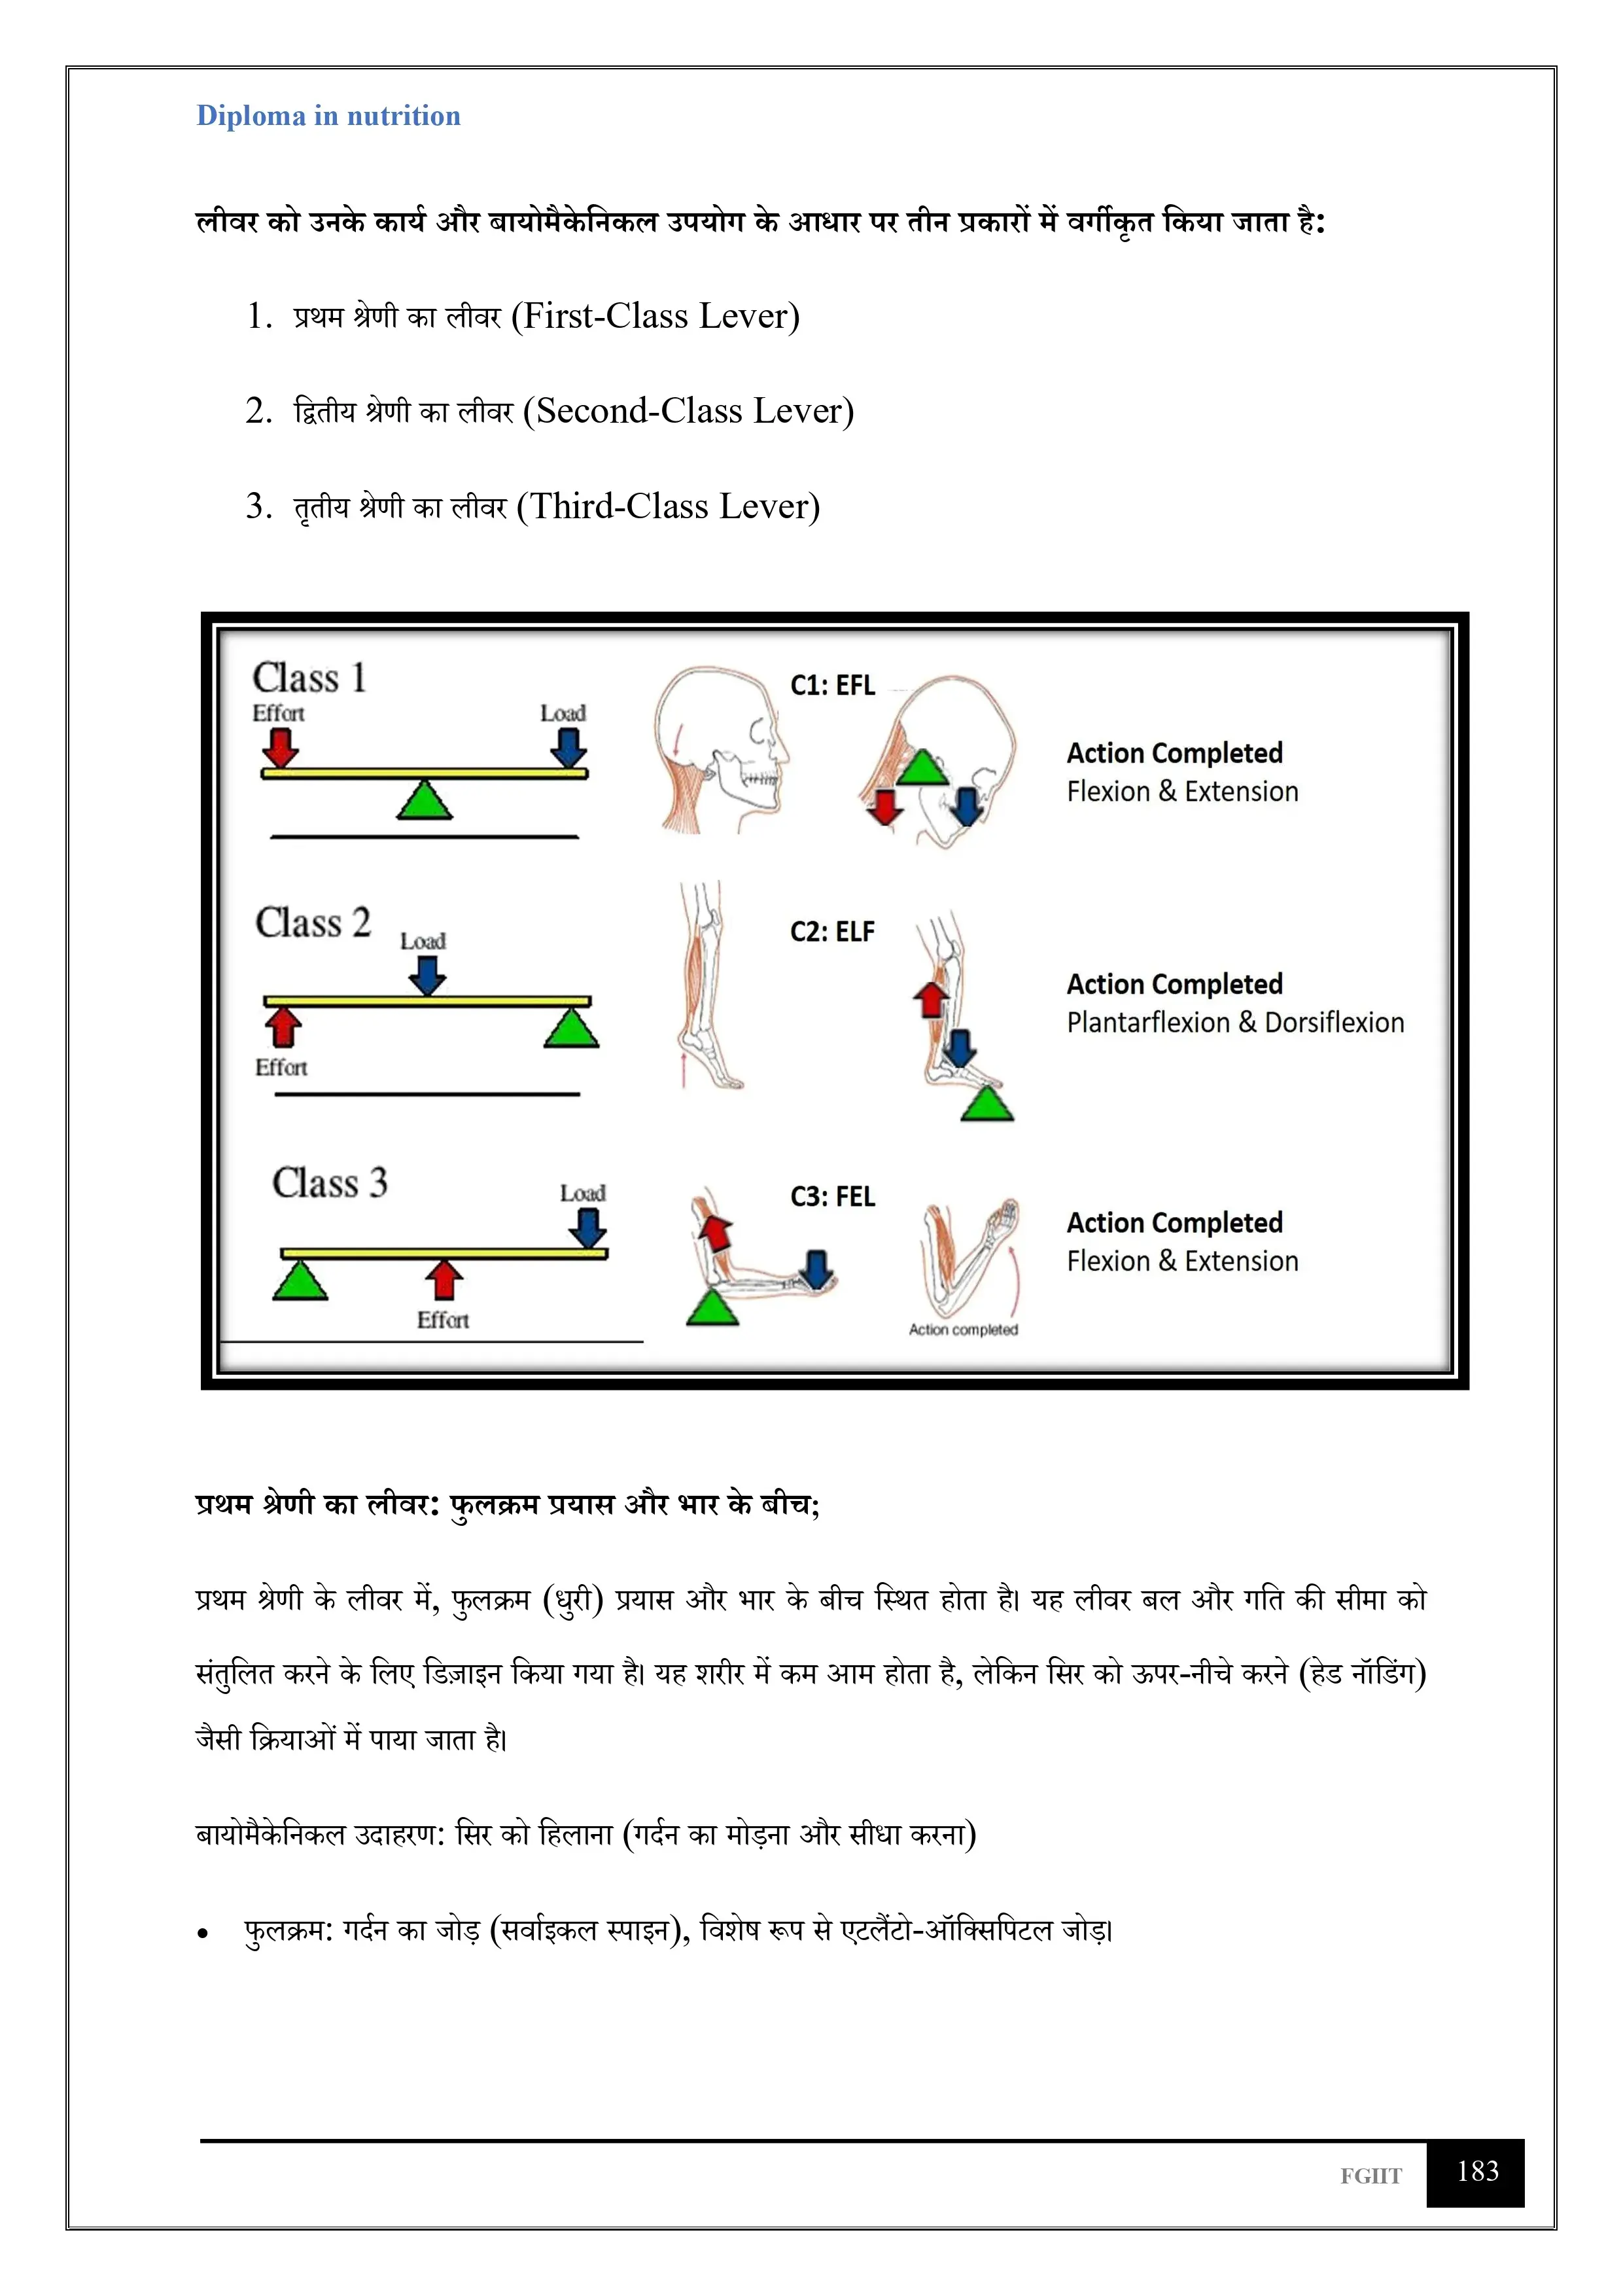 Diploma in nutrition
लीवर को उनके कार्य और बायोमैकेनिकल उपयोग के आधार पर तीन प्रकारों में वर्गीकृत किया जाता है:
1. प्रथम श्रेणी का लीवर (First-Class Lever)
2. द्वितीय श्रेणी का लीवर (Second-Class Lever)
3. तृतीय श्रेणी का लीवर (Third-Class Lever)
Class 1
Effort
Load
C1: EFL
Action Completed
Flexion & Extension
Class 2
Load
Effort
C2: ELF
Action Completed
Plantarflexion & Dorsiflexion
Class 3
Load
Effort
C3: FEL
Action completed
Action Completed
Flexion & Extension
प्रथम श्रेणी का लीवर: फुलक्रम प्रयास और भार के बीच;
प्रथम श्रेणी के लीवर में, फुलक्रम (धुरी) प्रयास और भार के बीच स्थित होता है। यह लीवर बल और गति की सीमा को
संतुलित करने के लिए डिज़ाइन किया गया है। यह शरीर में कम आम होता है, लेकिन सिर को ऊपर-नीचे करने (हेड नॉडिंग)
जैसी क्रियाओं में पाया जाता है।
बायोमैकेनिकल उदाहरण: सिर को हिलाना (गर्दन का मोड़ना और सीधा करना)
• फुलक्रम: गर्दन का जोड़ (सर्वाइकल स्पाइन), विशेष रूप से एटलैंटो-ऑक्सिपिटल जोड़।
FGIIT 183